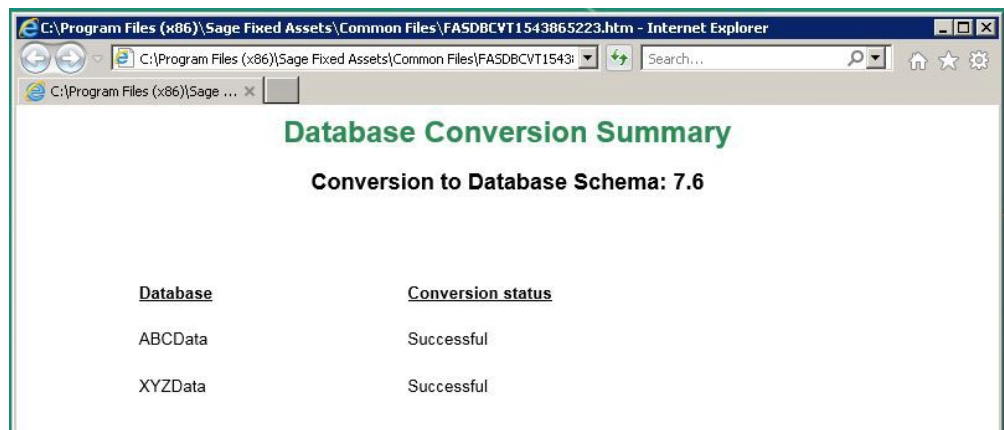 C:\Program Files (x86)\Sage Fixed Assets\Common Files\FASDBCVT1543865223.htm - Internet Explorer
C:\Program Files (x86)\Sage Fixed Assets\Common Files\FASDBCVT1543 Search...
C:\Program Files (x86)\Sage ...
Database Conversion Summary
Conversion to Database Schema: 7.6
Database Conversion status
ABCData Successful
XYZData Successful